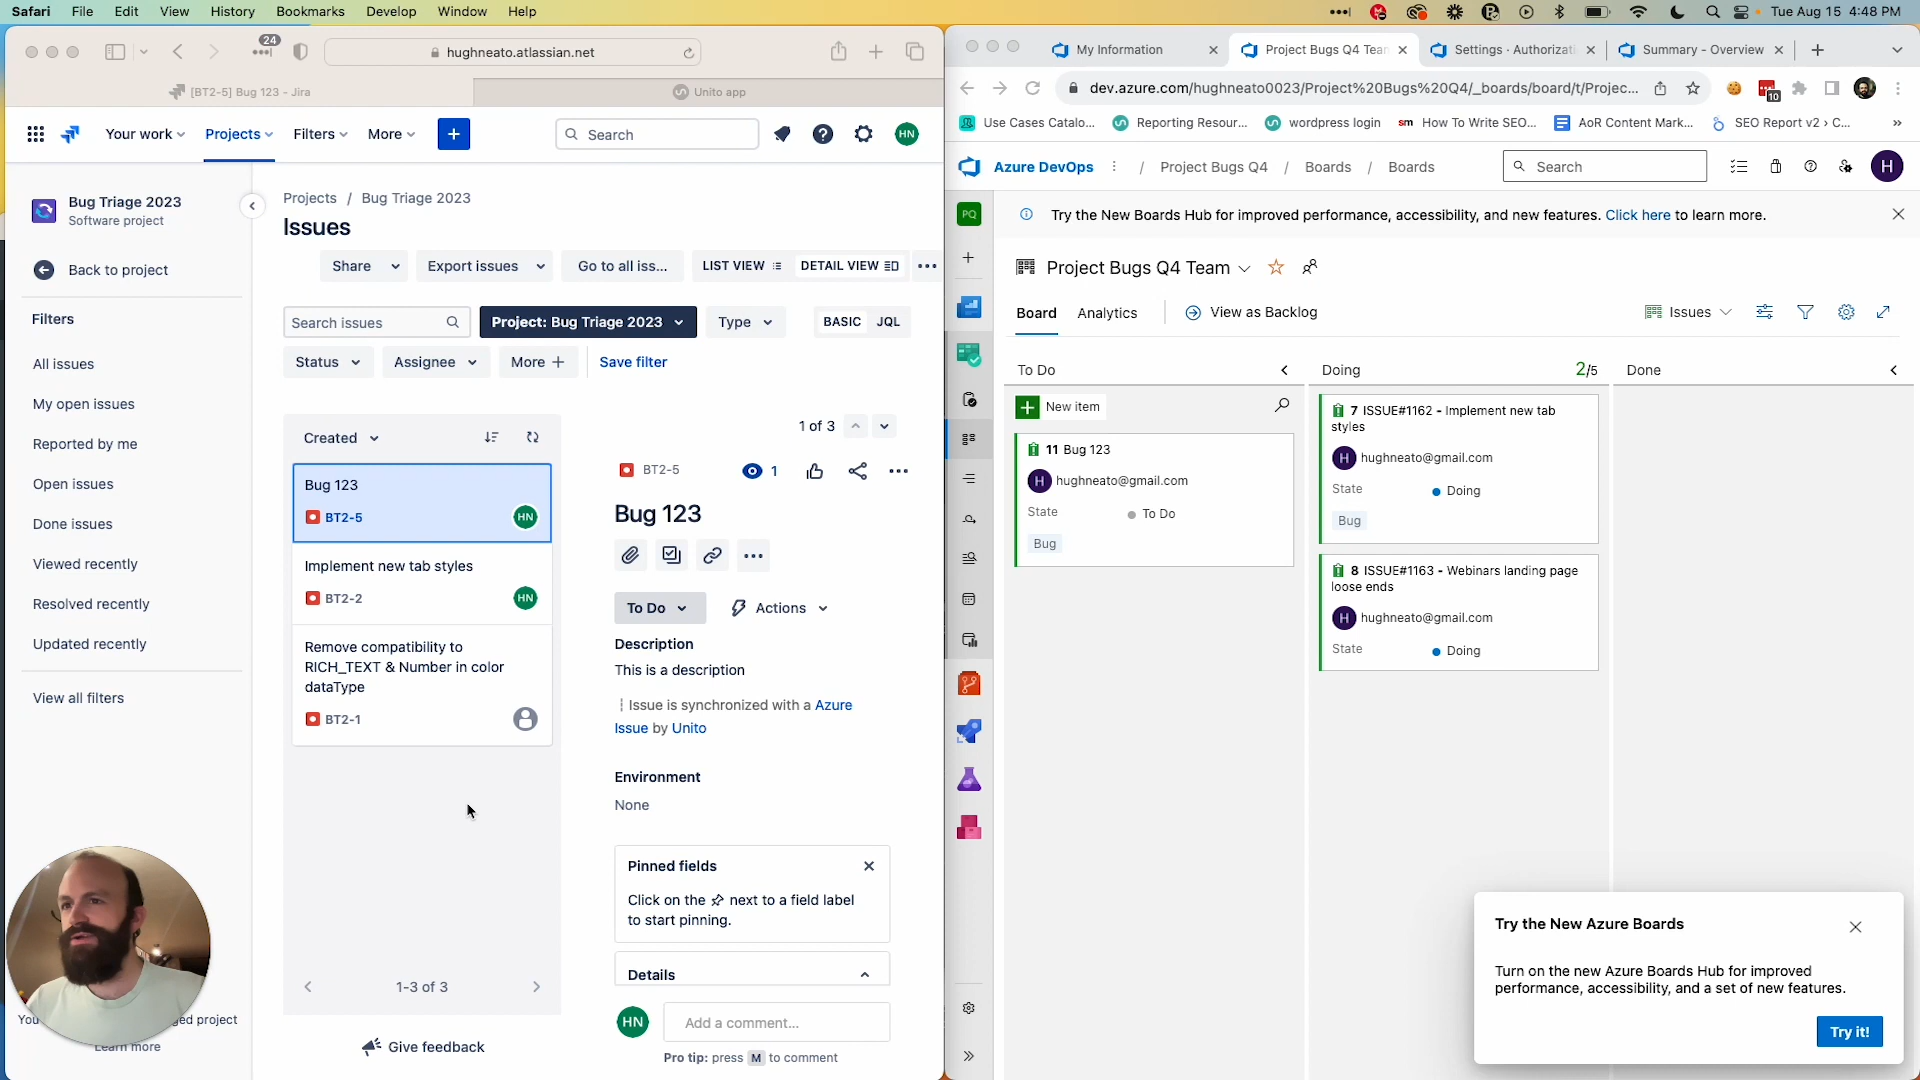 Safari File Edit View History Bookmarks Develop Window Help
Tue Aug 15 4:48 PM
24
hughneato.atlassian.net
[BT2-5] Bug 123 - Jira
Unito app
Your work
Projects
Filters
More
+
Search
HN
Bug Triage 2023
Software project
Back to project
Filters
All issues
My open issues
Reported by me
Open issues
Done issues
Viewed recently
Resolved recently
Updated recently
View all filters
You
ged project
Learn more
Projects / Bug Triage 2023
Issues
Share
Export issues
Go to all iss...
LIST VIEW
DETAIL VIEW
Search issues
Project: Bug Triage 2023
Type
BASIC
JQL
Status
Assignee
More +
Save filter
Created
Bug 123
BT2-5
HN
Implement new tab styles
BT2-2
HN
Remove compatibility to
RICH_TEXT & Number in color
dataType
BT2-1
1-3 of 3
Give feedback
1 of 3
BT2-5
1
Bug 123
To Do
Actions
Description
This is a description
Issue is synchronized with a Azure
Issue by Unito
Environment
None
Pinned fields
Click on the next to a field label
to start pinning.
Details
HN
Add a comment...
Pro tip: press M to comment
My Information
Project Bugs Q4 Tean
Settings · Authorizati
Summary - Overview
dev.azure.com/hughneato0023/Project%20Bugs%20Q4/_boards/board/t/Projec...
10
Use Cases Catalo...
Reporting Resour...
wordpress login
sm How To Write SEO...
AoR Content Mark...
SEO Report v2 › C...
Azure DevOps / Project Bugs Q4 / Boards / Boards
Search
H
PQ
Try the New Boards Hub for improved performance, accessibility, and new features. Click here to learn more.
Project Bugs Q4 Team
Board
Analytics
View as Backlog
Issues
To Do
New item
11 Bug 123
H hughneato@gmail.com
State To Do
Bug
Doing
2/5
7 ISSUE#1162 - Implement new tab
styles
H hughneato@gmail.com
State Doing
Bug
8 ISSUE#1163 - Webinars landing page
loose ends
H hughneato@gmail.com
State Doing
Done
Try the New Azure Boards
Turn on the new Azure Boards Hub for improved
performance, accessibility, and a set of new features.
Try it!